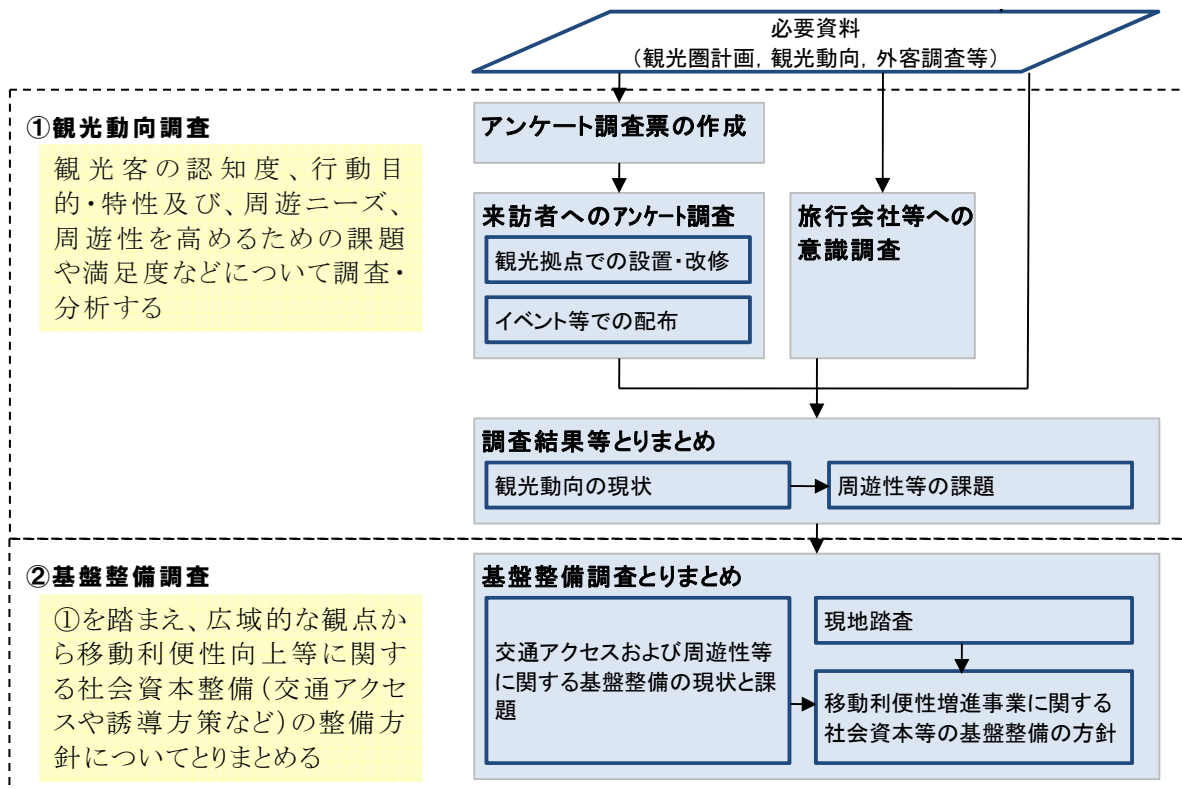 必要資料
（観光圏計画，観光動向，外客調査等）
①観光動向調査
観光客の認知度、行動目
的・特性及び、周遊ニーズ、
周遊性を高めるための課題
や満足度などについて調査・
分析する
アンケート調査票の作成
来訪者へのアンケート調査
観光拠点での設置・改修
イベント等での配布
旅行会社等への
意識調査
調査結果等とりまとめ
観光動向の現状
周遊性等の課題
②基盤整備調査
①を踏まえ、広域的な観点か
ら移動利便性向上等に関す
る社会資本整備（交通アクセ
スや誘導方策など）の整備方
針についてとりまとめる
基盤整備調査とりまとめ
交通アクセスおよび周遊性等
に関する基盤整備の現状と課
題
現地踏査
移動利便性増進事業に関する
社会資本等の基盤整備の方針